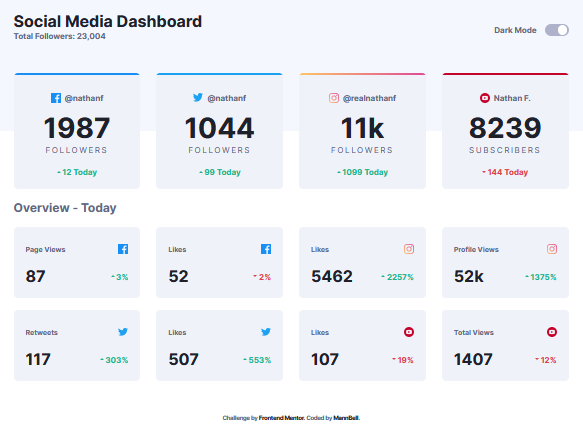 Social Media Dashboard
Total Followers: 23,004
Dark Mode
@nathanf
1987
FOLLOWERS
12 Today
@nathanf
1044
FOLLOWERS
99 Today
@realnathanf
11k
FOLLOWERS
1099 Today
Nathan F.
8239
SUBSCRIBERS
144 Today
Overview - Today
Page Views
87
3%
Likes
52
2%
Likes
5462
2257%
Profile Views
52k
1375%
Retweets
117
303%
Likes
507
553%
Likes
107
19%
Total Views
1407
12%
Challenge by Frontend Mentor. Coded by MannBell.